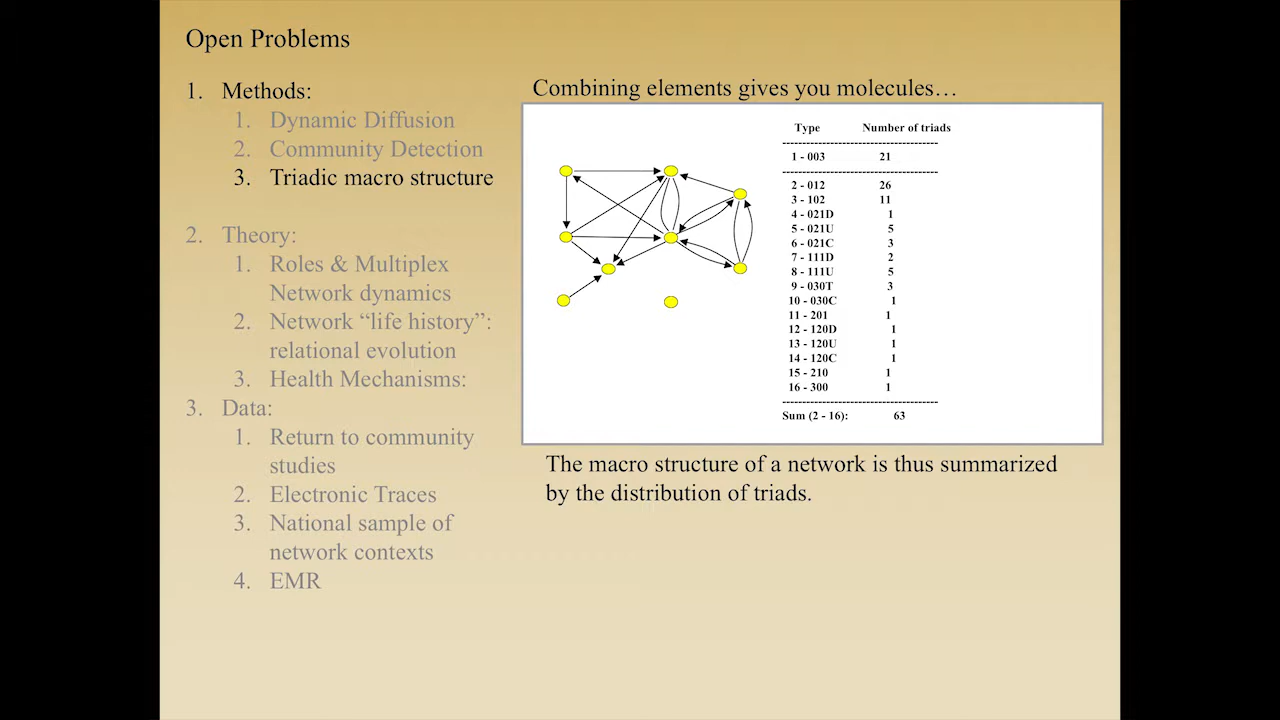 Open Problems
1. Methods:
1. Dynamic Diffusion
2. Community Detection
3. Triadic macro structure
2. Theory:
1. Roles & Multiplex
Network dynamics
2. Network “life history”:
relational evolution
3. Health Mechanisms:
3. Data:
1. Return to community
studies
2. Electronic Traces
3. National sample of
network contexts
4. EMR
Combining elements gives you molecules…
Type Number of triads
---------------------------------------
1 - 003 21
---------------------------------------
2 - 012 26
3 - 102 11
4 - 021D 1
5 - 021U 5
6 - 021C 3
7 - 111D 2
8 - 111U 5
9 - 030T 3
10 - 030C 1
11 - 201 1
12 - 120D 1
13 - 120U 1
14 - 120C 1
15 - 210 1
16 - 300 1
---------------------------------------
Sum (2 - 16): 63
The macro structure of a network is thus summarized
by the distribution of triads.